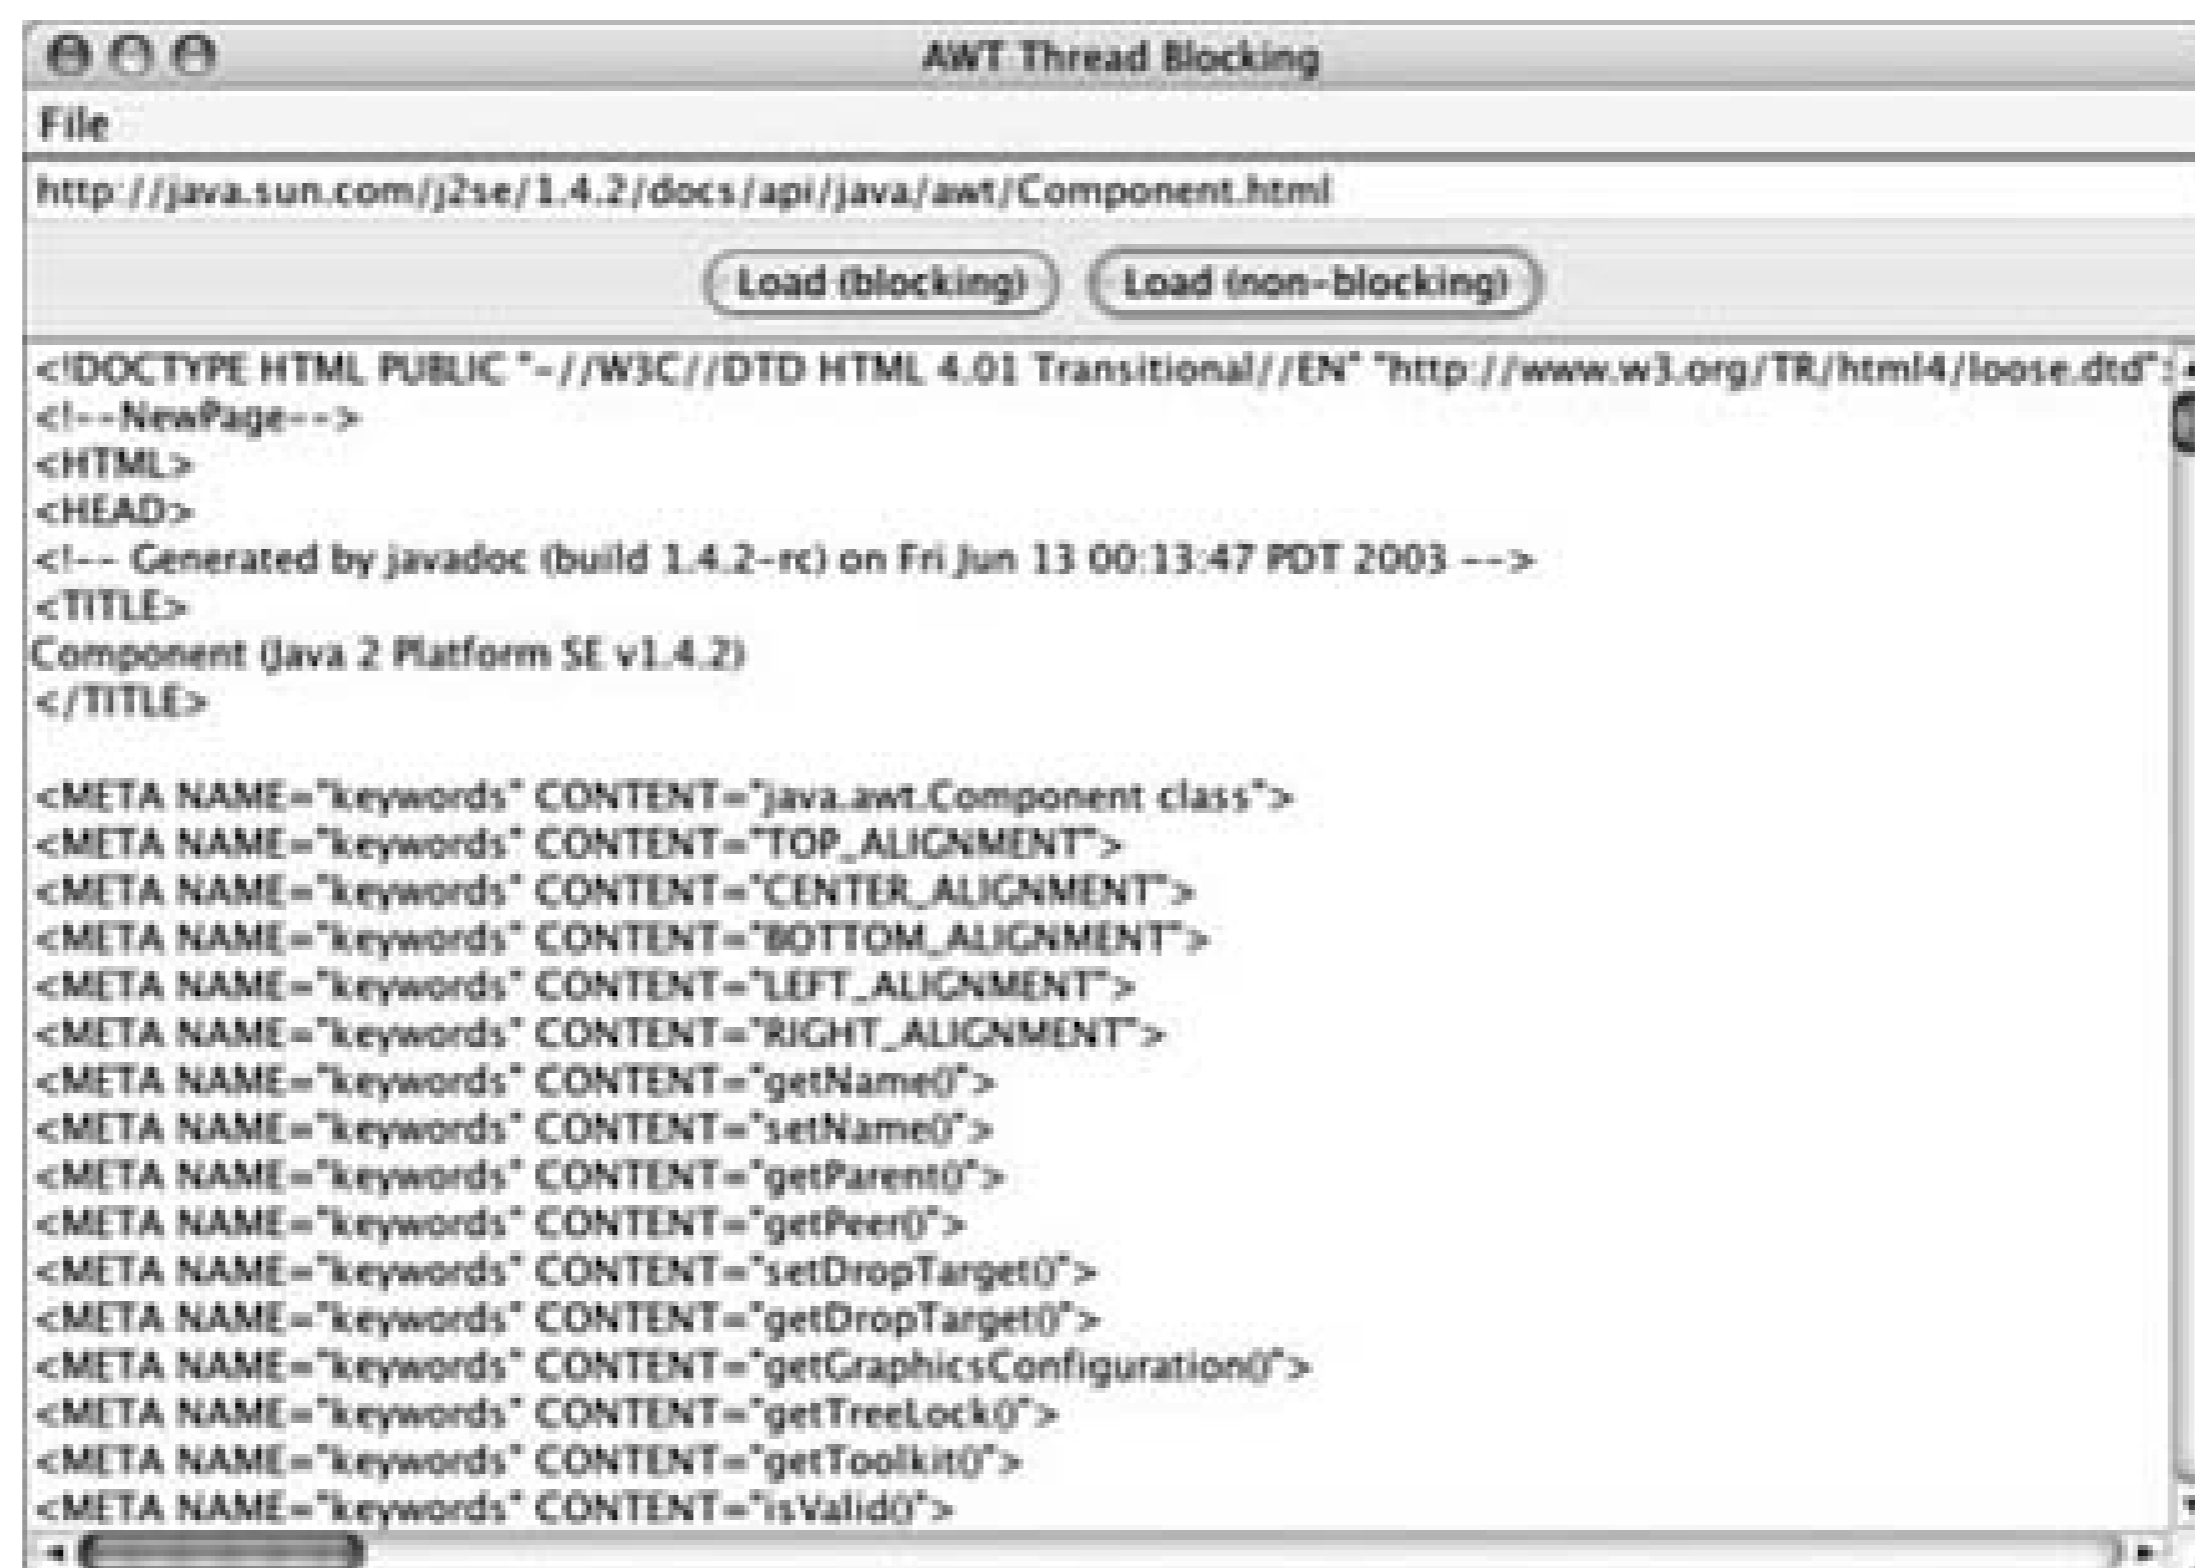 AWT Thread Blocking
File
http://java.sun.com/j2se/1.4.2/docs/api/java/awt/Component.html
Load (blocking) Load (non-blocking)
<!DOCTYPE HTML PUBLIC "-//W3C//DTD HTML 4.01 Transitional//EN" "http://www.w3.org/TR/html4/loose.dtd":
<!--NewPage-->
<HTML>
<HEAD>
<!-- Generated by javadoc (build 1.4.2-rc) on Fri Jun 13 00:13:47 PDT 2003 -->
<TITLE>
Component (Java 2 Platform SE v1.4.2)
</TITLE>
<META NAME="keywords" CONTENT="java.awt.Component class">
<META NAME="keywords" CONTENT="TOP_ALIGNMENT">
<META NAME="keywords" CONTENT="CENTER_ALIGNMENT">
<META NAME="keywords" CONTENT="BOTTOM_ALIGNMENT">
<META NAME="keywords" CONTENT="LEFT_ALIGNMENT">
<META NAME="keywords" CONTENT="RIGHT_ALIGNMENT">
<META NAME="keywords" CONTENT="getName()">
<META NAME="keywords" CONTENT="setName()">
<META NAME="keywords" CONTENT="getParent()">
<META NAME="keywords" CONTENT="getPeer()">
<META NAME="keywords" CONTENT="setDropTarget()">
<META NAME="keywords" CONTENT="getDropTarget()">
<META NAME="keywords" CONTENT="getGraphicsConfiguration()">
<META NAME="keywords" CONTENT="getTreeLock()">
<META NAME="keywords" CONTENT="getToolkit()">
<META NAME="keywords" CONTENT="isValid()">